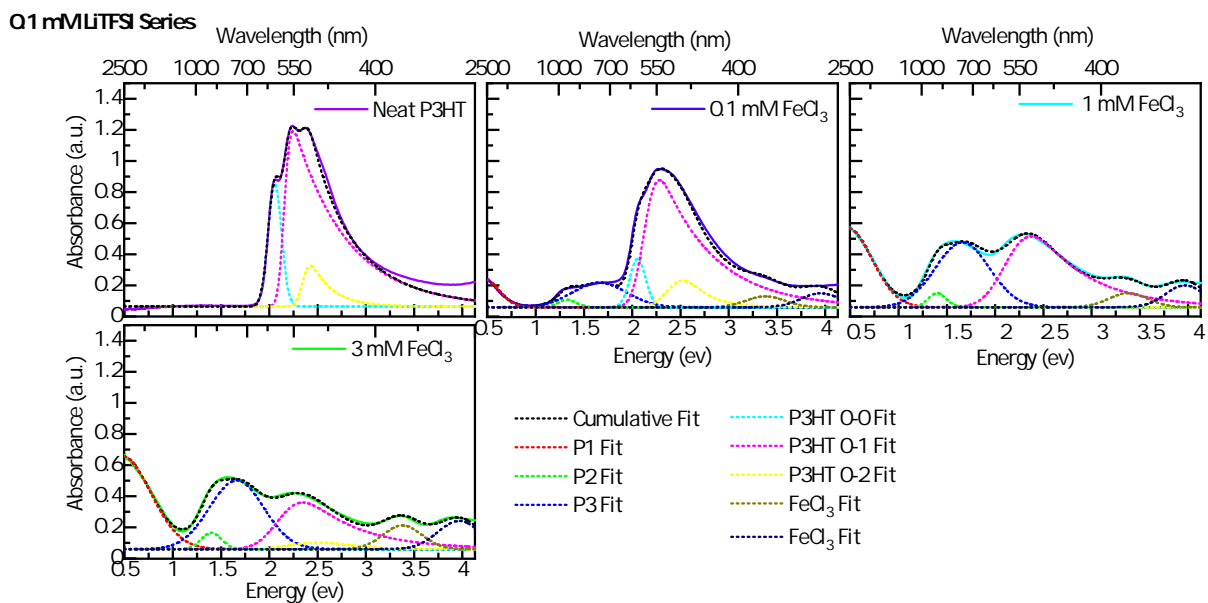 0.1 mM LiTFSI Series
Wavelength (nm) Wavelength (nm) Wavelength (nm)
2500 1000 700 550 400 2500 2500 1000 700 550 400 2500 2500 1000 700 550 400 2500
1.4 Neat P3HT 0.1 mM FeCl₃ 1 mM FeCl₃
1.2
1
0.8
0.6
0.4
0.2
0
Absorbance (a.u.)
0.5 1 1.5 2 2.5 3 3.5 4 0.5 1 1.5 2 2.5 3 3.5 4
Energy (ev) Energy (ev)
1.4 3 mM FeCl₃
1.2
1
0.8
0.6
0.4
0.2
0
Absorbance (a.u.)
0.5 1 1.5 2 2.5 3 3.5 4
Energy (ev)
Cumulative Fit
P1 Fit
P2 Fit
P3 Fit
P3HT 0-0 Fit
P3HT 0-1 Fit
P3HT 0-2 Fit
FeCl₃ Fit
FeCl₃ Fit